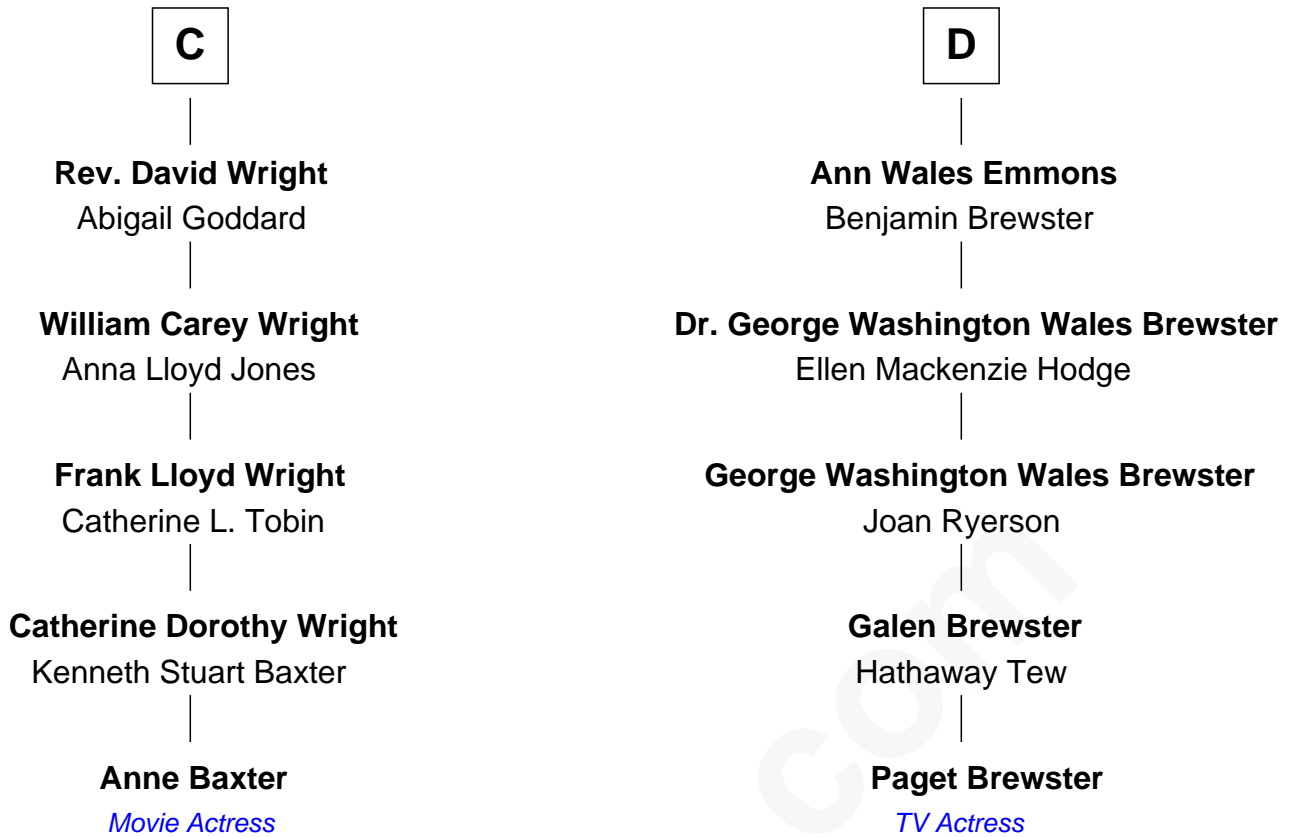 C
D
Rev. David Wright
Abigail Goddard
Ann Wales Emmons
Benjamin Brewster
William Carey Wright
Anna Lloyd Jones
Dr. George Washington Wales Brewster
Ellen Mackenzie Hodge
Frank Lloyd Wright
Catherine L. Tobin
George Washington Wales Brewster
Joan Ryerson
Catherine Dorothy Wright
Kenneth Stuart Baxter
Galen Brewster
Hathaway Tew
Anne Baxter
Movie Actress
Paget Brewster
TV Actress
com